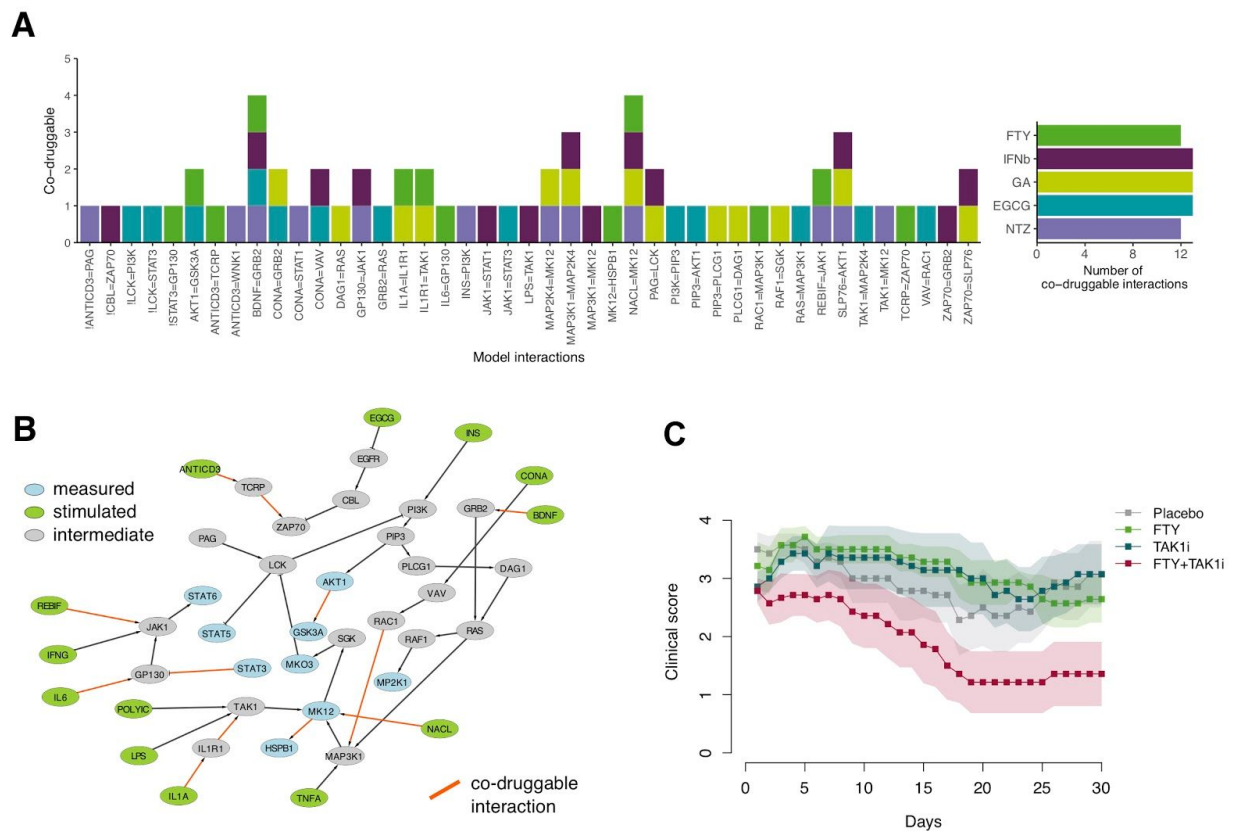 A
Co-druggable
5
4
3
2
1
0
!ANTICD3=PAG
!CBL=ZAP70
!LCK=PI3K
!LCK=STAT3
!STAT3=GP130
AKT1=GSK3A
ANTICD3=TCRP
ANTICD3=WNK1
BDNF=GRB2
CONA=GRB2
CONA=STAT1
CONA=VAV
DAG1=RAS
GP130=JAK1
GRB2=RAS
IL1A=IL1R1
IL1R1=TAK1
IL6=GP130
INS=PI3K
JAK1=STAT1
JAK1=STAT3
LPS=TAK1
MAP2K4=MK12
MAP3K1=MAP2K4
MAP3K1=MK12
MK12=HSPB1
NACL=MK12
PAG=LCK
PI3K=PIP3
PIP3=AKT1
PIP3=PLCG1
PLCG1=DAG1
RAC1=MAP3K1
RAF1=SGK
RAS=MAP3K1
REBIF=JAK1
SLP76=AKT1
TAK1=MAP2K4
TAK1=MK12
TCRP=ZAP70
VAV=RAC1
ZAP70=GRB2
ZAP70=SLP76
Model interactions
FTY
IFNb
GA
EGCG
NTZ
0 4 8 12
Number of
co-druggable interactions
B
measured
stimulated
intermediate
EGCG
INS
ANTICD3
EGFR
CONA
TCRP
CBL
PI3K
GRB2
BDNF
ZAP70
PAG
PIP3
LCK
PLCG1
DAG1
AKT1
STAT6
VAV
REBIF
JAK1
STAT5
GSK3A
SGK
RAC1
RAF1
RAS
IFNG
GP130
STAT3
MKO3
MP2K1
IL6
POLYIC
TAK1
MK12
NACL
LPS
IL1R1
HSPB1
MAP3K1
IL1A
TNFA
co-druggable
interaction
C
Clinical score
4
3
2
1
0
0 5 10 15 20 25 30
Days
Placebo
FTY
TAK1i
FTY+TAK1i